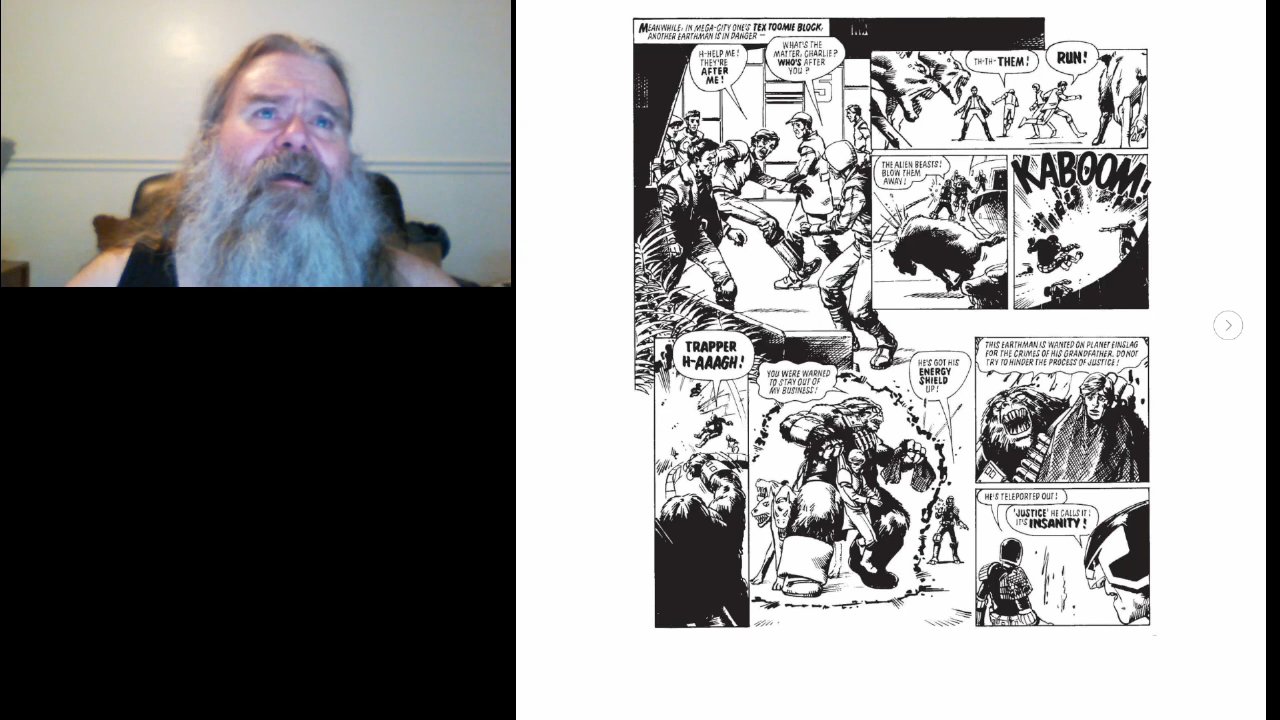 MEANWHILE: IN MEGA-CITY ONE'S TEX TOOMIE BLOCK,
ANOTHER EARTHMAN IS IN DANGER —
H-HELP ME!
THEY'RE
AFTER
ME!
WHAT'S THE
MATTER, CHARLIE?
WHO'S AFTER
YOU?
TH-TH- THEM!
RUN!
THE ALIEN BEASTS!
BLOW THEM
AWAY!
KABOOM!
TRAPPER
H-AAAGH!
YOU WERE WARNED
TO STAY OUT OF
MY BUSINESS!
HE'S GOT HIS
ENERGY
SHIELD
UP!
THIS EARTHMAN IS WANTED ON PLANET EINSLAG
FOR THE CRIMES OF HIS GRANDFATHER. DO NOT
TRY TO HINDER THE PROCESS OF JUSTICE!
HE'S TELEPORTED OUT!
'JUSTICE' HE CALLS IT!
IT'S INSANITY!